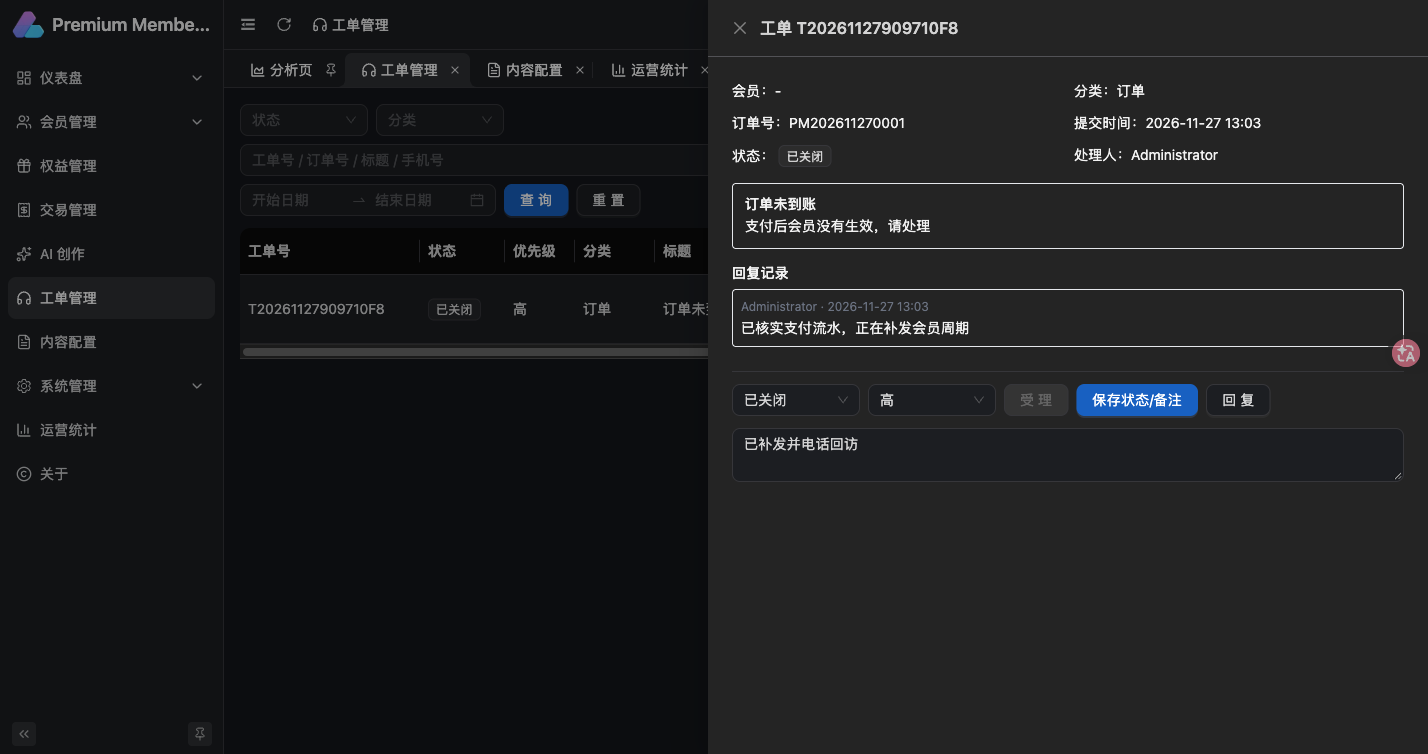 Premium Membe...
仪表盘
会员管理
权益管理
交易管理
AI 创作
工单管理
内容配置
系统管理
运营统计
关于
工单管理
分析页
工单管理
内容配置
运营统计
状态
分类
工单号 / 订单号 / 标题 / 手机号
开始日期 → 结束日期
查 询
重 置
工单号 状态 优先级 分类 标题
T20261127909710F8 已关闭 高 订单 订单未到
工单 T20261127909710F8
会员：- 分类：订单
订单号：PM202611270001 提交时间：2026-11-27 13:03
状态： 已关闭 处理人：Administrator
订单未到账
支付后会员没有生效，请处理
回复记录
Administrator · 2026-11-27 13:03
已核实支付流水，正在补发会员周期
已关闭 高 受 理 保存状态/备注 回 复
已补发并电话回访